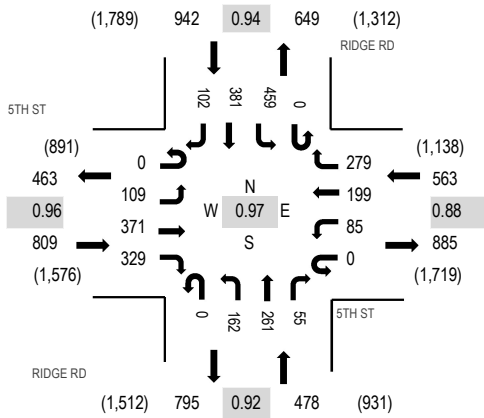 (1,789) 942 0.94 649 (1,312)
RIDGE RD
102 381 459 0
5TH ST
(891) (1,138)
463 0 279 563
109 199
0.96 N 0.88
W 0.97 E
S
809 371 85 885
329 0
(1,576) (1,719)
0 162 261 55
5TH ST
RIDGE RD
(1,512) 795 0.92 478 (931)